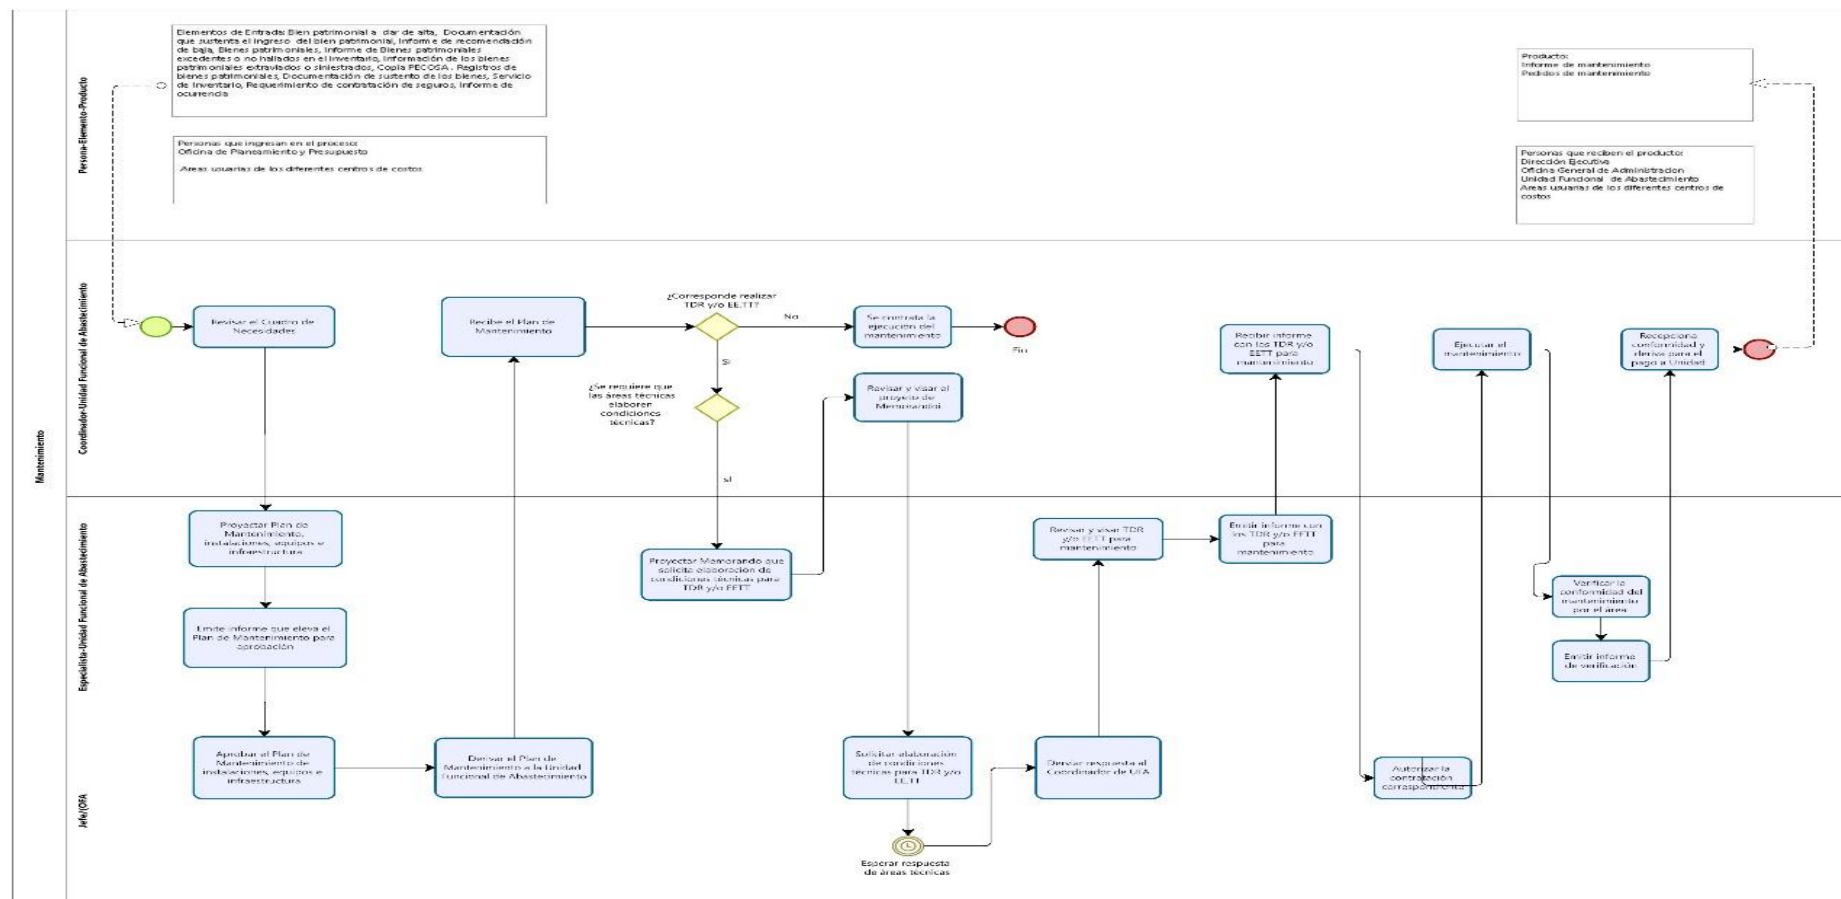 Mantenimiento
Persona-Elemento-Producto
Elementos de Entrada: Bien patrimonial a dar de alta, Documentación
que sustenta el ingreso del bien patrimonial, Informe de recomendación
de baja, Bienes patrimoniales, Informe de Bienes patrimoniales
excedentes o no hallados en el inventario, Información de los bienes
patrimoniales extraviados o siniestrados, Copia PECOSA . Registros de
bienes patrimoniales, Documentación de sustento de los bienes, Servicio
de Inventario, Requerimiento de contratación de seguros, Informe de
ocurrencia
Personas que ingresan en el proceso:
Oficina de Planeamiento y Presupuesto
Areas usuarias de los diferentes centros de costos
Producto:
Informe de mantenimiento
Pedidos de mantenimiento
Personas que reciben el producto:
Dirección Ejecutiva
Oficina General de Administracion
Unidad Funcional de Abastecimiento
Areas usuarias de los diferentes centros de
costos
Coordinador-Unidad Funcional de Abastecimiento
Revisar el Cuadro de
Necesidades
Recibe el Plan de
Mantenimiento
¿Corresponde realizar
TDR y/o EE.TT?
No
Si
Se contrata la
ejecución del
mantenimiento
Fin
¿Se requiere que
las áreas técnicas
elaboren
condiciones
técnicas?
sI
Revisar y visar el
proyecto de
Recibir informe
con los TDR y/o
EETT para
mantenimiento
Ejecutar el
mantenimiento
Recepciona
conformidad y
deriva para el
pago a Unidad
Especialista-Unidad Funcional de Abastecimiento
Proyectar Plan de
Mantenimiento,
instalaciones, equipos e
infraestructura
Emite informe que eleva el
Plan de Mantenimiento para
aprobación
Proyectar Memorando que
solicita elaboración de
condiciones técnicas para
TDR y/o EETT
Revisar y visar TDR
y/o EETT para
mantenimiento
Emitir informe con
los TDR y/o EETT
para
mantenimiento
Verificar la
conformidad del
mantenimiento
por el área
Emitir informe
de verificación
Jefe/(OFA
Aprobar el Plan de
Mantenimiento de
instalaciones, equipos e
infraestructura
Derivar el Plan de
Mantenimiento a la Unidad
Funcional de Abastecimiento
Solicitar elaboración
de condiciones
técnicas para TDR y/o
EE.TT
Derviar respuesta al
Coordinador de UFA
Autorizar la
contratación
correspondiente
Esperar respuesta
de áreas técnicas